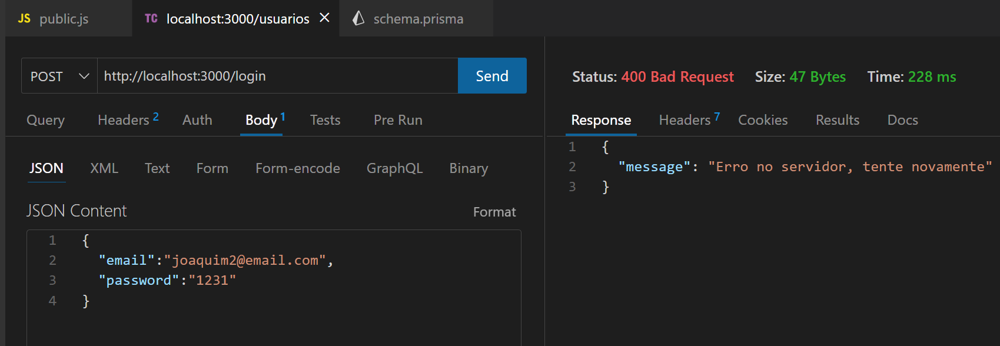 JS public.js TC localhost:3000/usuarios schema.prisma
POST http://localhost:3000/login Send
Query Headers 2 Auth Body 1 Tests Pre Run
JSON XML Text Form Form-encode GraphQL Binary
JSON Content Format
1 {
2 "email":"joaquim2@email.com",
3 "password":"1231"
4 }
Status: 400 Bad Request Size: 47 Bytes Time: 228 ms
Response Headers 7 Cookies Results Docs
1 {
2 "message": "Erro no servidor, tente novamente"
3 }